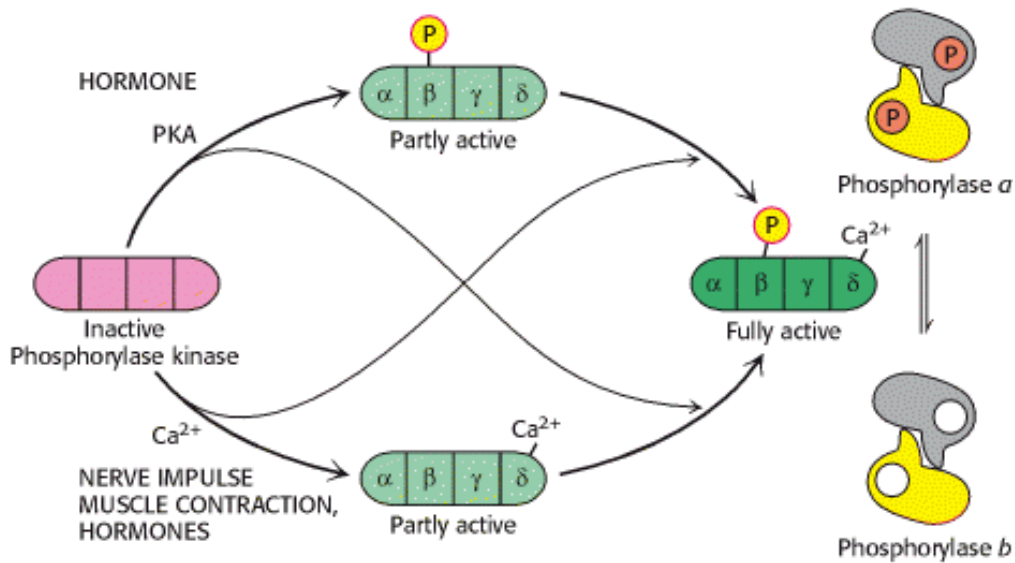 HORMONE
PKA
P
α β γ δ
Partly active
P
P
Phosphorylase a
Inactive
Phosphorylase kinase
P
Ca²⁺
α β γ δ
Fully active
Ca²⁺
NERVE IMPULSE
MUSCLE CONTRACTION,
HORMONES
Ca²⁺
α β γ δ
Partly active
Phosphorylase b